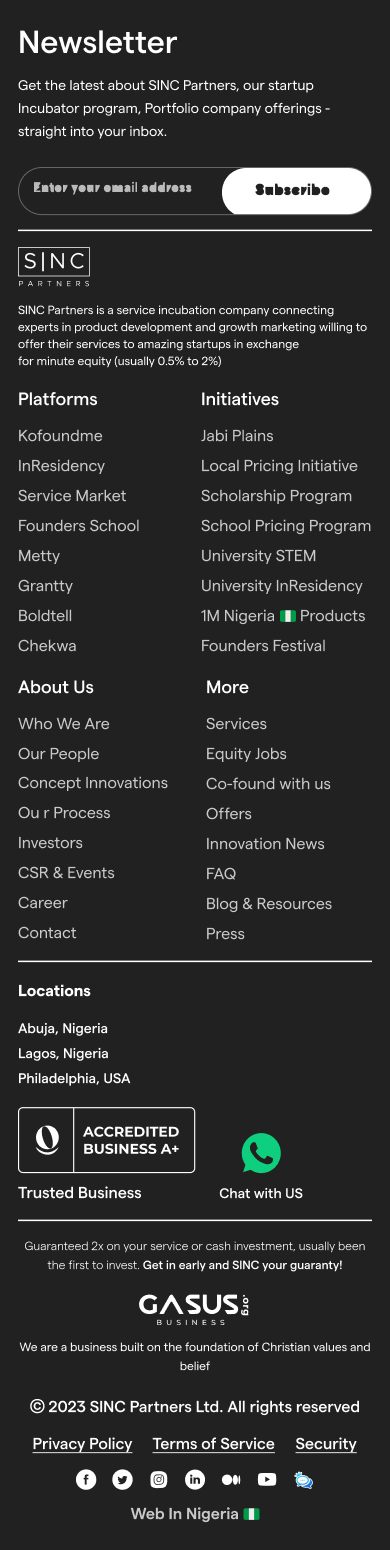 Newsletter
Get the latest about SINC Partners, our startup
Incubator program, Portfolio company offerings -
straight into your inbox.
Enter your email address
Subscribe
SINC
PARTNERS
SINC Partners is a service incubation company connecting
experts in product development and growth marketing willing to
offer their services to amazing startups in exchange
for minute equity (usually 0.5% to 2%)
Platforms
Kofoundme
InResidency
Service Market
Founders School
Metty
Grantty
Boldtell
Chekwa
Initiatives
Jabi Plains
Local Pricing Initiative
Scholarship Program
School Pricing Program
University STEM
University InResidency
1M Nigeria 🇳🇬 Products
Founders Festival
About Us
Who We Are
Our People
Concept Innovations
Ou r Process
Investors
CSR & Events
Career
Contact
More
Services
Equity Jobs
Co-found with us
Offers
Innovation News
FAQ
Blog & Resources
Press
Locations
Abuja, Nigeria
Lagos, Nigeria
Philadelphia, USA
ACCREDITED
BUSINESS A+
Trusted Business
Chat with US
Guaranteed 2x on your service or cash investment, usually been
the first to invest. Get in early and SINC your guaranty!
GASUS.org
BUSINESS
We are a business built on the foundation of Christian values and
belief
© 2023 SINC Partners Ltd. All rights reserved
Privacy Policy Terms of Service Security
Web In Nigeria 🇳🇬